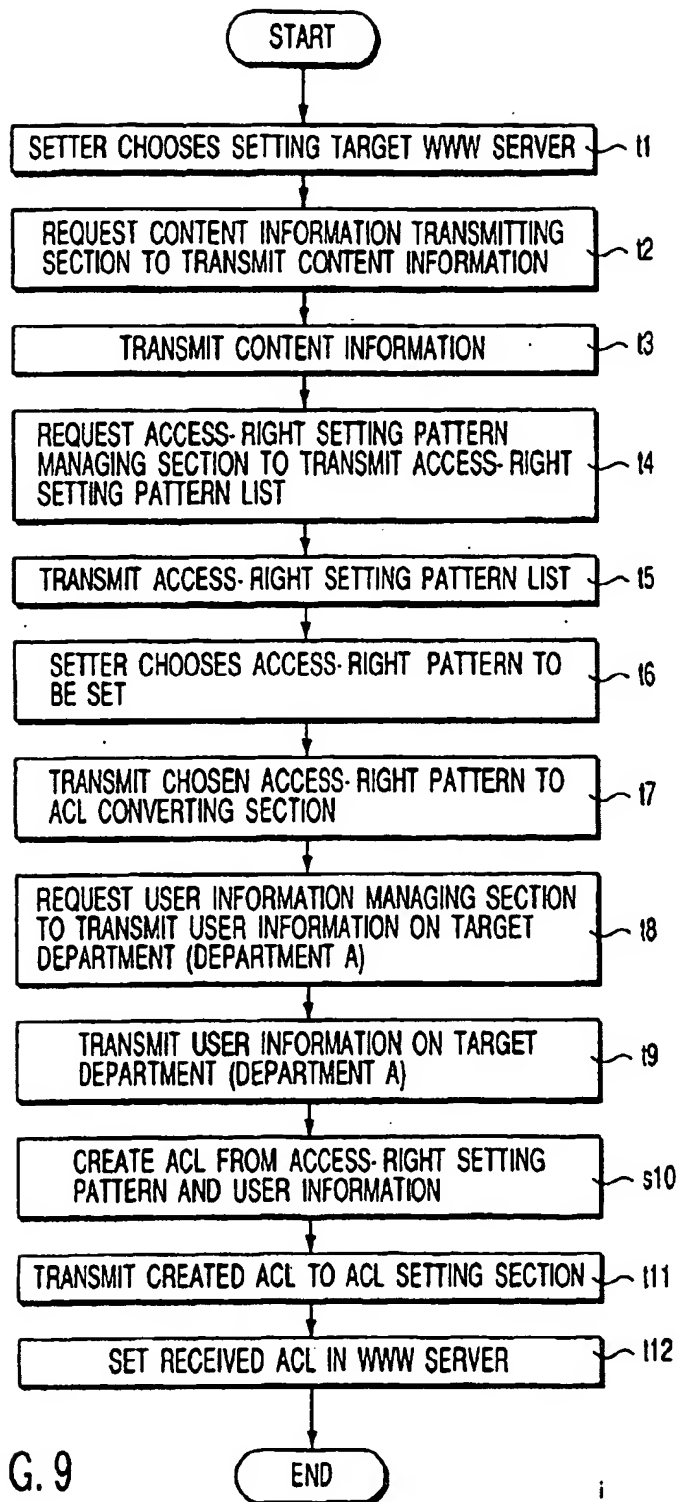 START
SETTER CHOOSES SETTING TARGET WWW SERVER t1
REQUEST CONTENT INFORMATION TRANSMITTING
SECTION TO TRANSMIT CONTENT INFORMATION t2
TRANSMIT CONTENT INFORMATION t3
REQUEST ACCESS-RIGHT SETTING PATTERN
MANAGING SECTION TO TRANSMIT ACCESS-RIGHT t4
SETTING PATTERN LIST
TRANSMIT ACCESS-RIGHT SETTING PATTERN LIST t5
SETTER CHOOSES ACCESS-RIGHT PATTERN TO
BE SET t6
TRANSMIT CHOSEN ACCESS-RIGHT PATTERN TO
ACL CONVERTING SECTION t7
REQUEST USER INFORMATION MANAGING SECTION
TO TRANSMIT USER INFORMATION ON TARGET t8
DEPARTMENT (DEPARTMENT A)
TRANSMIT USER INFORMATION ON TARGET
DEPARTMENT (DEPARTMENT A) t9
CREATE ACL FROM ACCESS-RIGHT SETTING
PATTERN AND USER INFORMATION s10
TRANSMIT CREATED ACL TO ACL SETTING SECTION t11
SET RECEIVED ACL IN WWW SERVER t12
G. 9
END